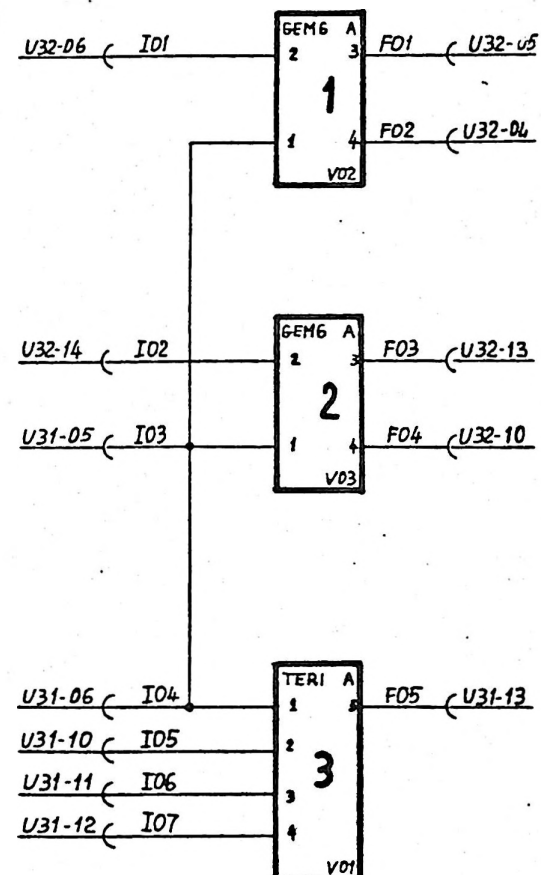 U32-06 I01 GEM6 A F01 U32-05
2 3
1
1 4 F02 U32-04
V02
U32-14 I02 GEM6 A F03 U32-13
2 3
2
U31-05 I03 1 4 F04 U32-10
V03
TERI A
U31-06 I04 1 5 F05 U31-13
U31-10 I05 2
3
U31-11 I06 3
U31-12 I07 4
V01